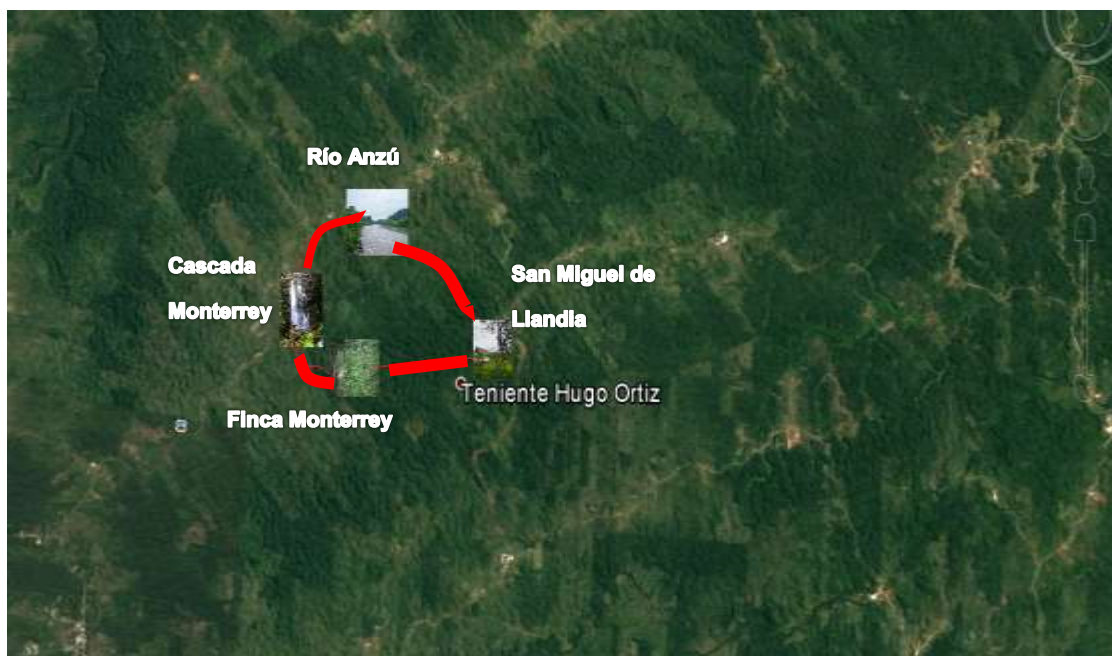 Río Anzú
Cascada
Monterrey
San Miguel de
Llandia
Teniente Hugo Ortiz
Finca Monterrey